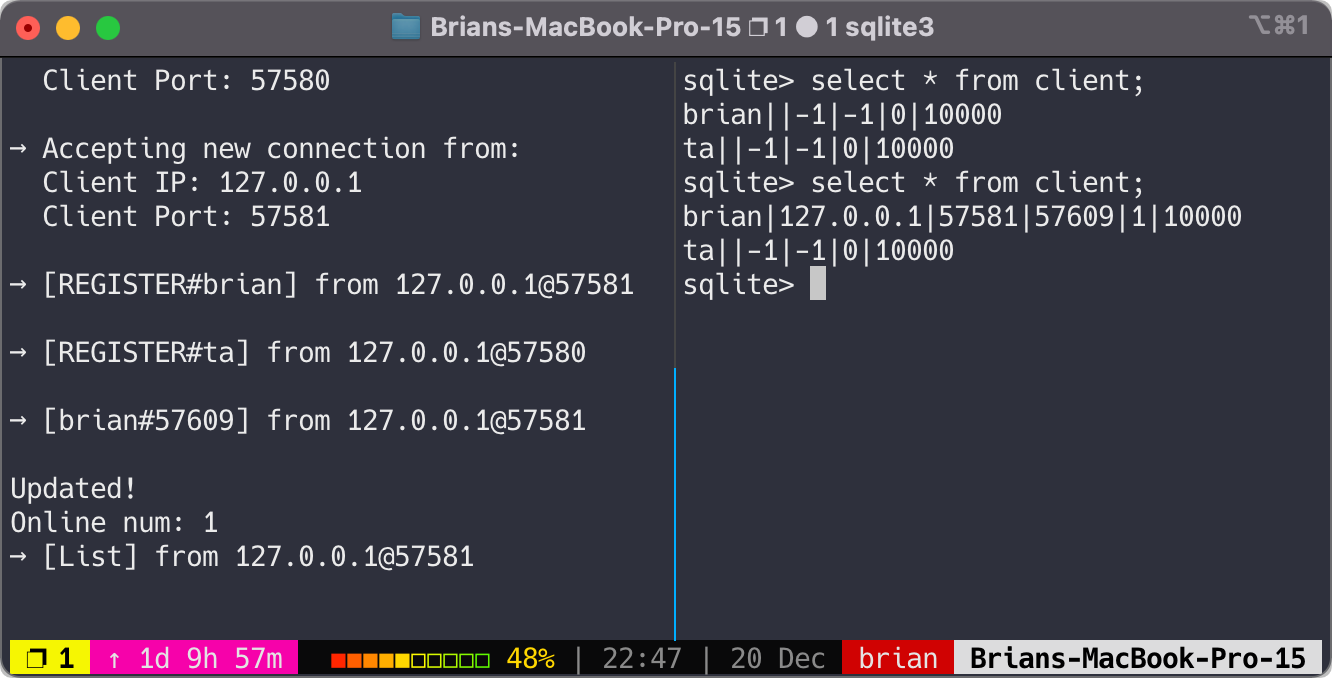 Brians-MacBook-Pro-15 ❐ 1 ● 1 sqlite3
⌥⌘1
Client Port: 57580
→ Accepting new connection from:
Client IP: 127.0.0.1
Client Port: 57581
→ [REGISTER#brian] from 127.0.0.1@57581
→ [REGISTER#ta] from 127.0.0.1@57580
→ [brian#57609] from 127.0.0.1@57581
Updated!
Online num: 1
→ [List] from 127.0.0.1@57581
sqlite> select * from client;
brian||-1|-1|0|10000
ta||-1|-1|0|10000
sqlite> select * from client;
brian|127.0.0.1|57581|57609|1|10000
ta||-1|-1|0|10000
sqlite>
❐ 1 ↑ 1d 9h 57m ■■■■■□□□□□ 48% | 22:47 | 20 Dec brian Brians-MacBook-Pro-15